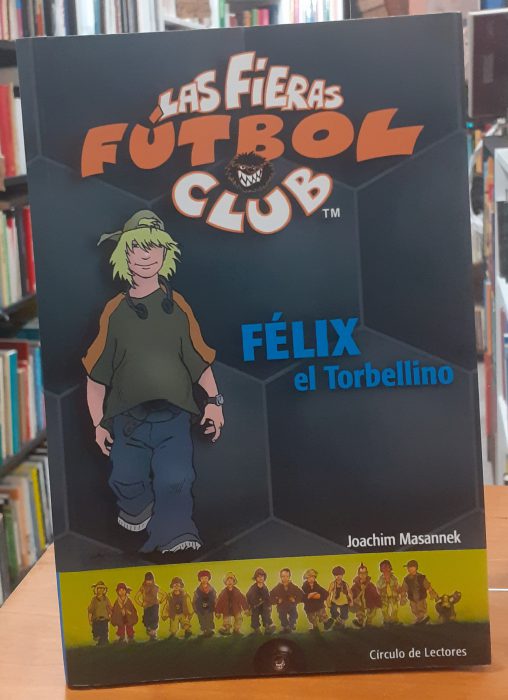 LAS FIERAS
FÚTBOL
CLUB
TM
FÉLIX
el Torbellino
Joachim Masannek
Círculo de Lectores